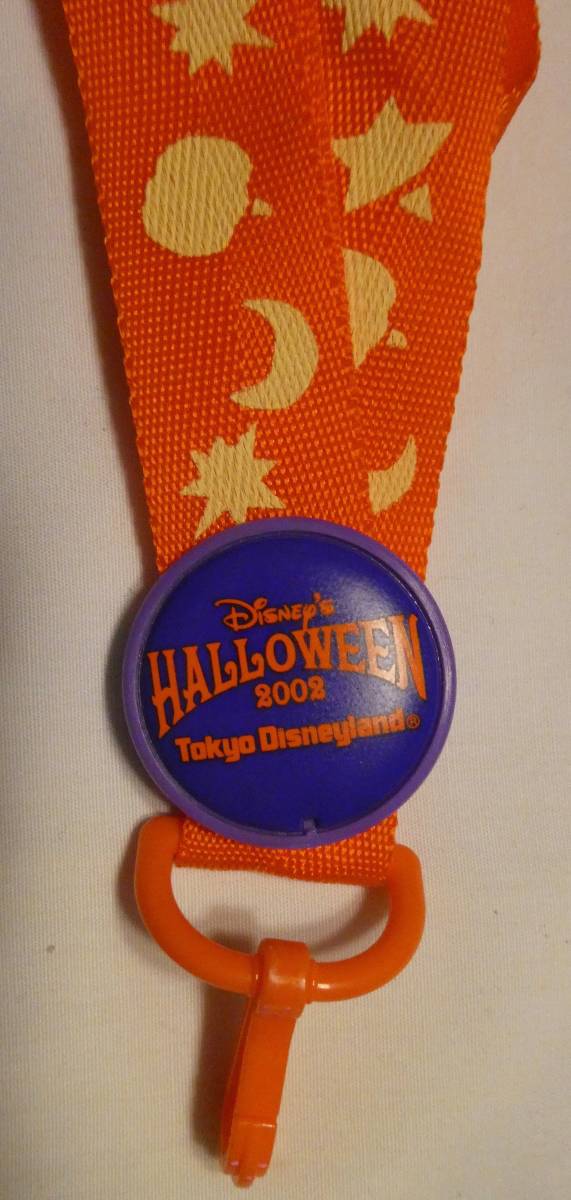 Disney's
HALLOWEEN
2002
Tokyo Disneyland®